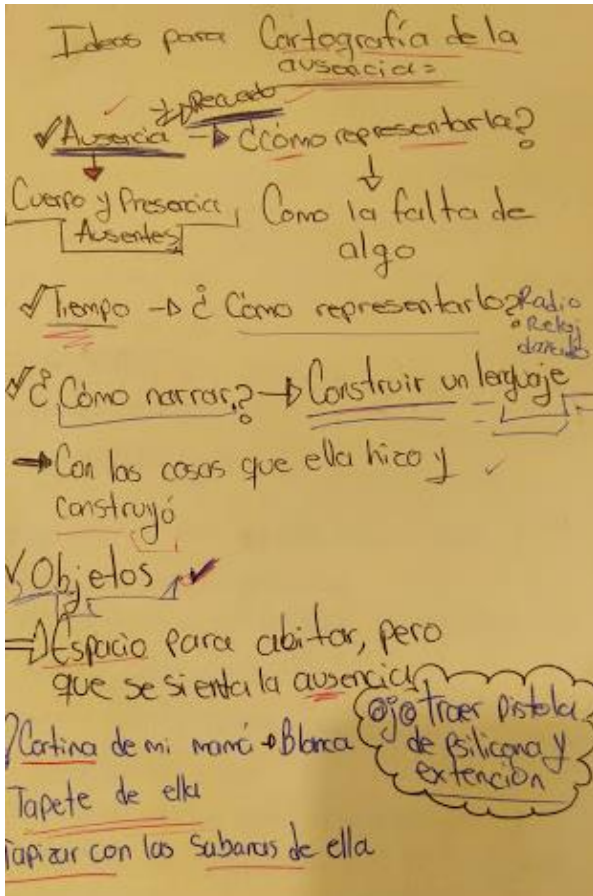 Ideas para Cartografía de la
ausencia:
Recuerdo
Ausencia → ¿Cómo representarla?
Cuerpo y Presencia
Ausentes
Como la falta de
algo
Tiempo → ¿Cómo representarlo? Radio
• Reloj
¿Cómo narrar? → Construir un lenguaje
→ Con las cosas que ella hizo y
construyó
Objetos
⇒ Espacio para abitar, pero
que se sienta la ausencia
Cortina de mi mamá → Blanca
Tapete de ella
Tapizar con las sabanas de ella
Ojo traer pistola
de psilicona y
extención